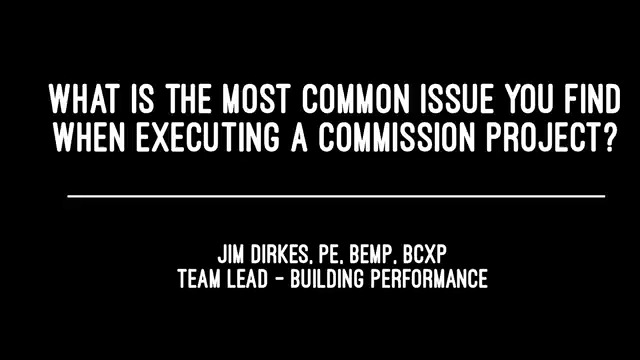 WHAT IS THE MOST COMMON ISSUE YOU FIND
WHEN EXECUTING A COMMISSION PROJECT?
JIM DIRKES, PE, BEMP, BCXP
TEAM LEAD - BUILDING PERFORMANCE